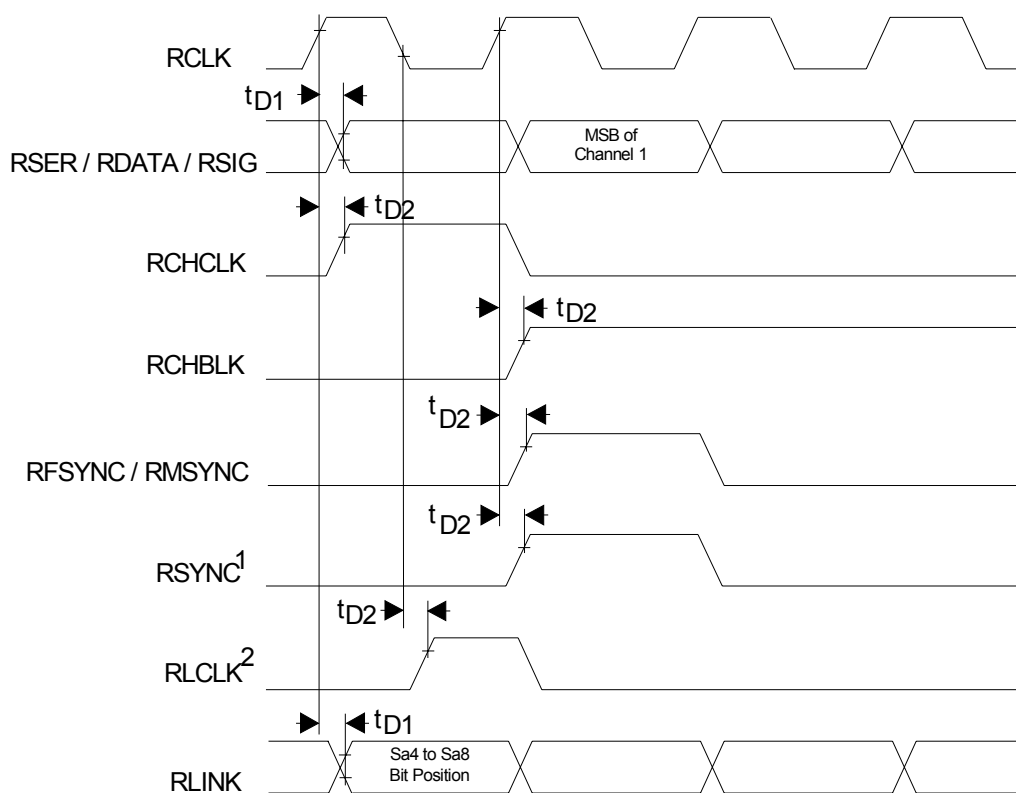 RCLK
tD1
MSB of
Channel 1
RSER / RDATA / RSIG
tD2
RCHCLK
tD2
RCHBLK
tD2
RFSYNC / RMSYNC
tD2
RSYNC1
tD2
RLCLK2
tD1
Sa4 to Sa8
Bit Position
RLINK